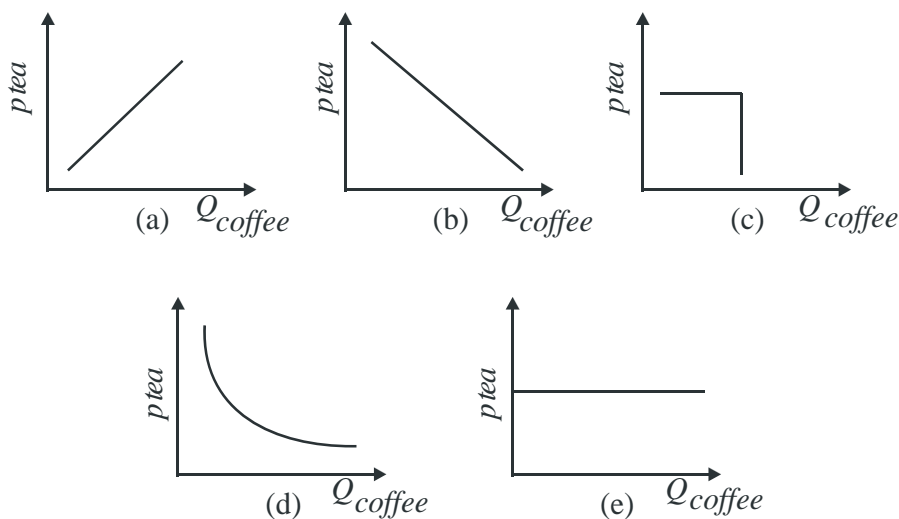 p tea
p tea
p tea
(a) Q coffee
(b) Q coffee
(c) Q coffee
p tea
p tea
(d) Q coffee
(e) Q coffee